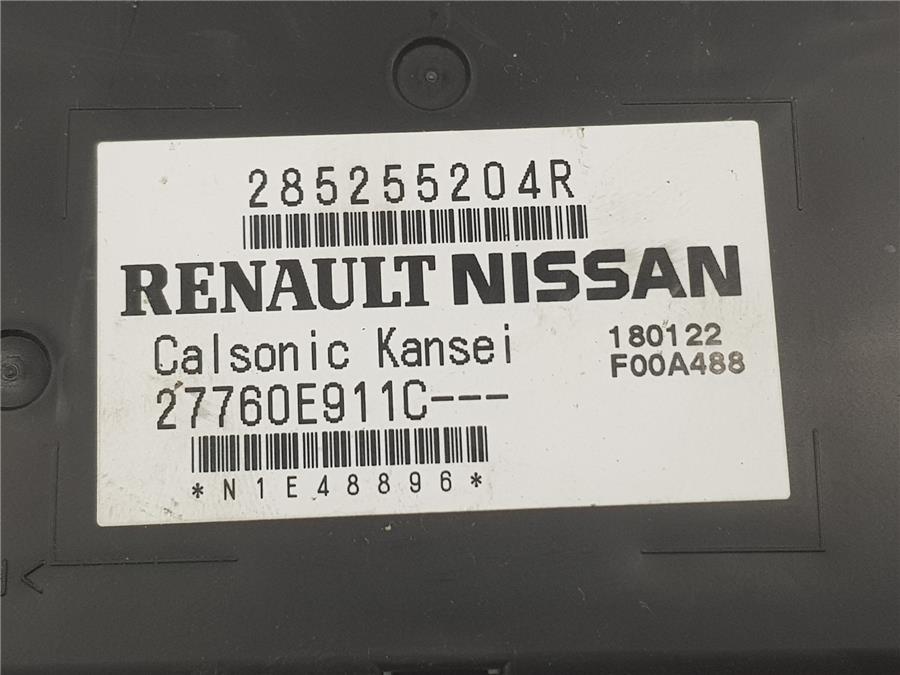 285255204R
RENAULT NISSAN
Calsonic Kansei
180122
F00A488
27760E911C---
*N1E48896*